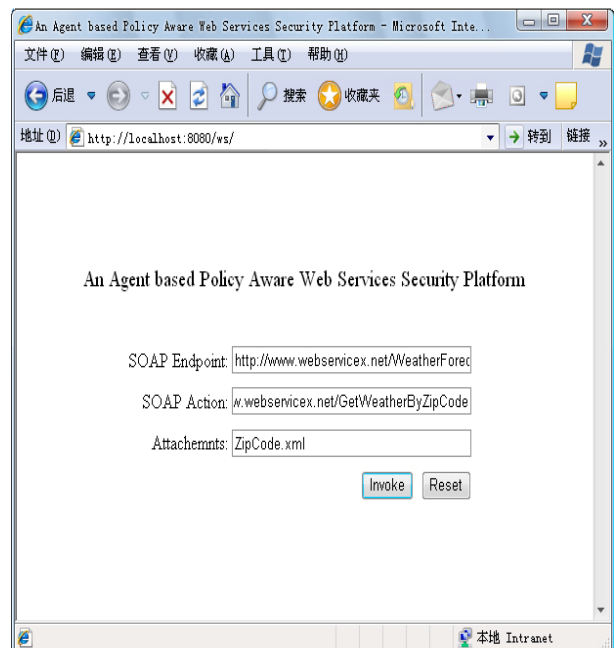 An Agent based Policy Aware Web Services Security Platform - Microsoft Inte...
文件(F) 编辑(E) 查看(V) 收藏(A) 工具(T) 帮助(H)
后退 搜索 收藏夹
地址(D) http://localhost:8080/ws/ 转到 链接 »
An Agent based Policy Aware Web Services Security Platform
SOAP Endpoint: http://www.webservicex.net/WeatherForec
SOAP Action: w.webservicex.net/GetWeatherByZipCode
Attachemnts: ZipCode.xml
Invoke Reset
本地 Intranet